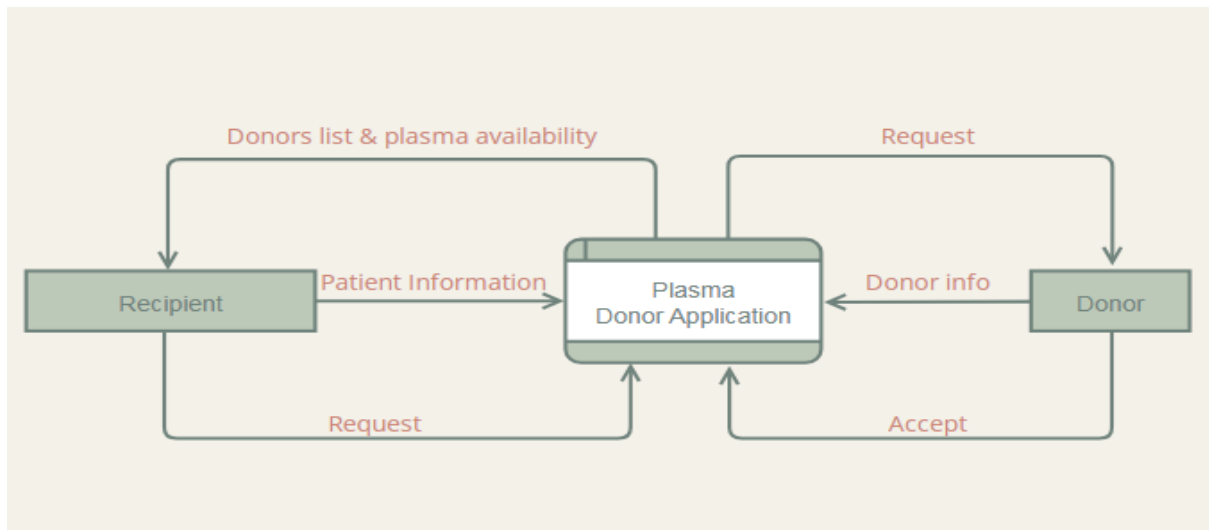 Donors list & plasma availability
Request
Patient Information
Donor info
Recipient
Plasma
Donor Application
Donor
Request
Accept